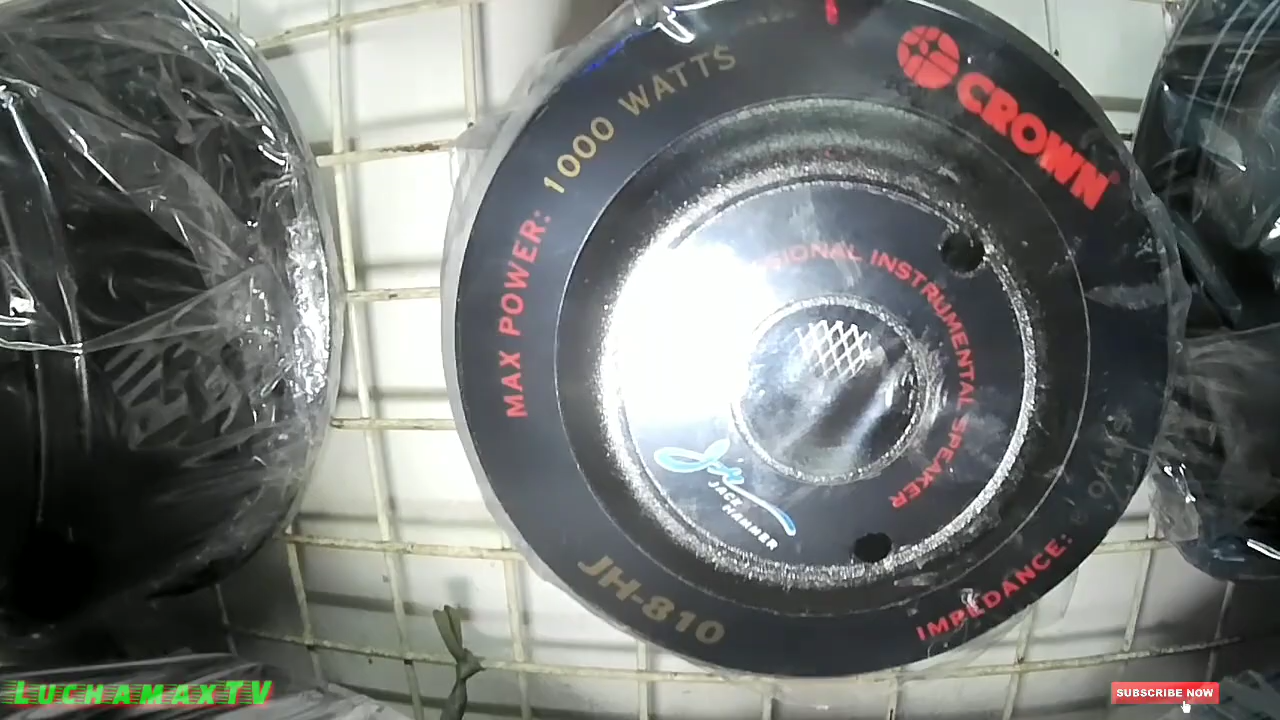 CROWN
MAX POWER: 1000 WATTS
INSTRUMENTAL SPEAKER
JACK HAMMER
JH-810
IMPEDANCE:
LUCHAMAXTV
SUBSCRIBE NOW